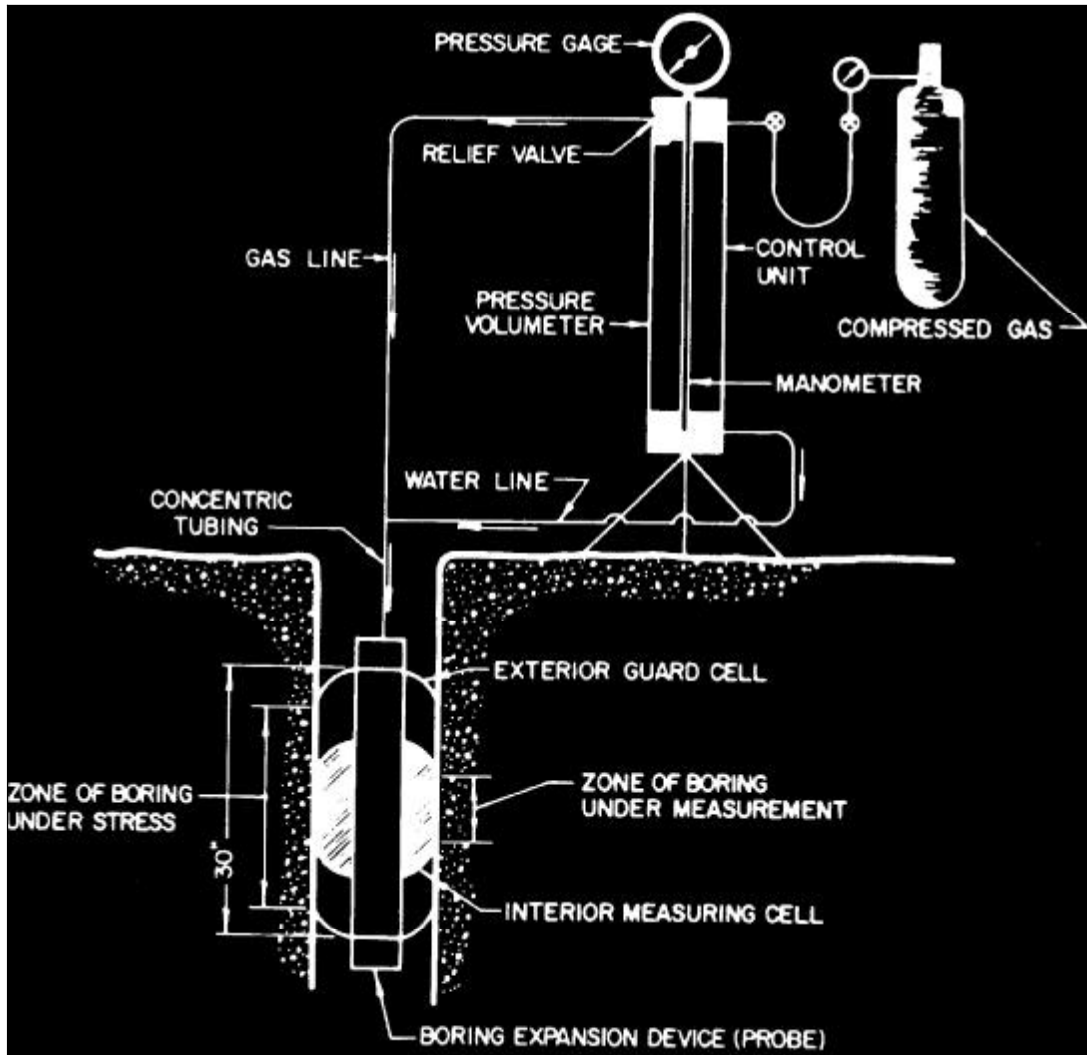 PRESSURE GAGE
RELIEF VALVE
GAS LINE
CONTROL
UNIT
PRESSURE
VOLUMETER
COMPRESSED GAS
MANOMETER
WATER LINE
CONCENTRIC
TUBING
EXTERIOR GUARD CELL
ZONE OF BORING
UNDER STRESS
30"
ZONE OF BORING
UNDER MEASUREMENT
INTERIOR MEASURING CELL
BORING EXPANSION DEVICE (PROBE)